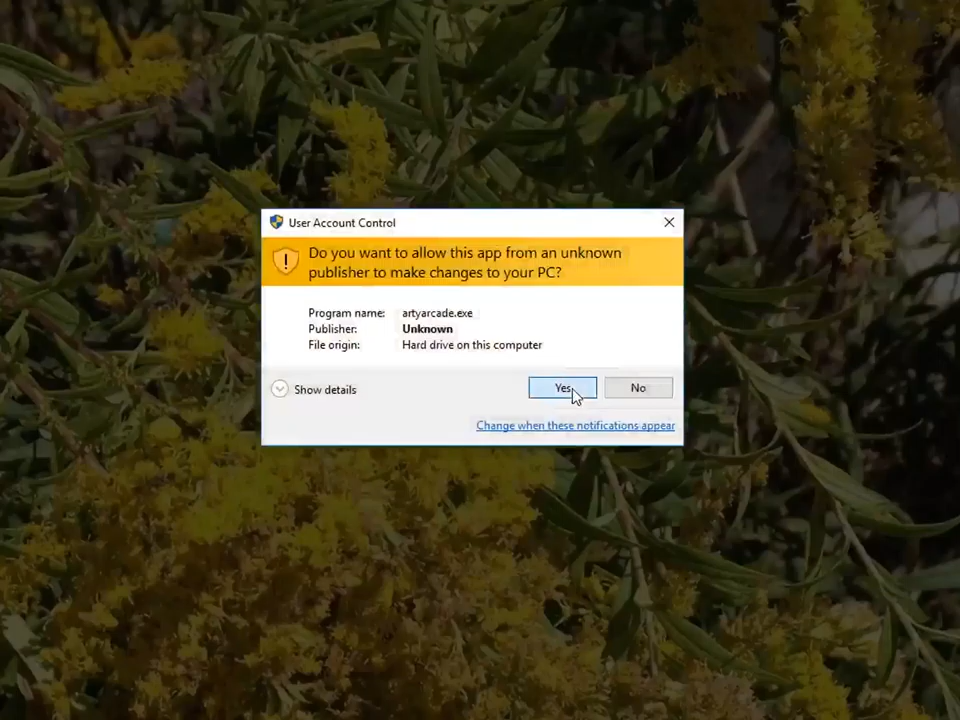 User Account Control
Do you want to allow this app from an unknown
publisher to make changes to your PC?
Program name: artyarcade.exe
Publisher: Unknown
File origin: Hard drive on this computer
Show details
Yes
No
Change when these notifications appear